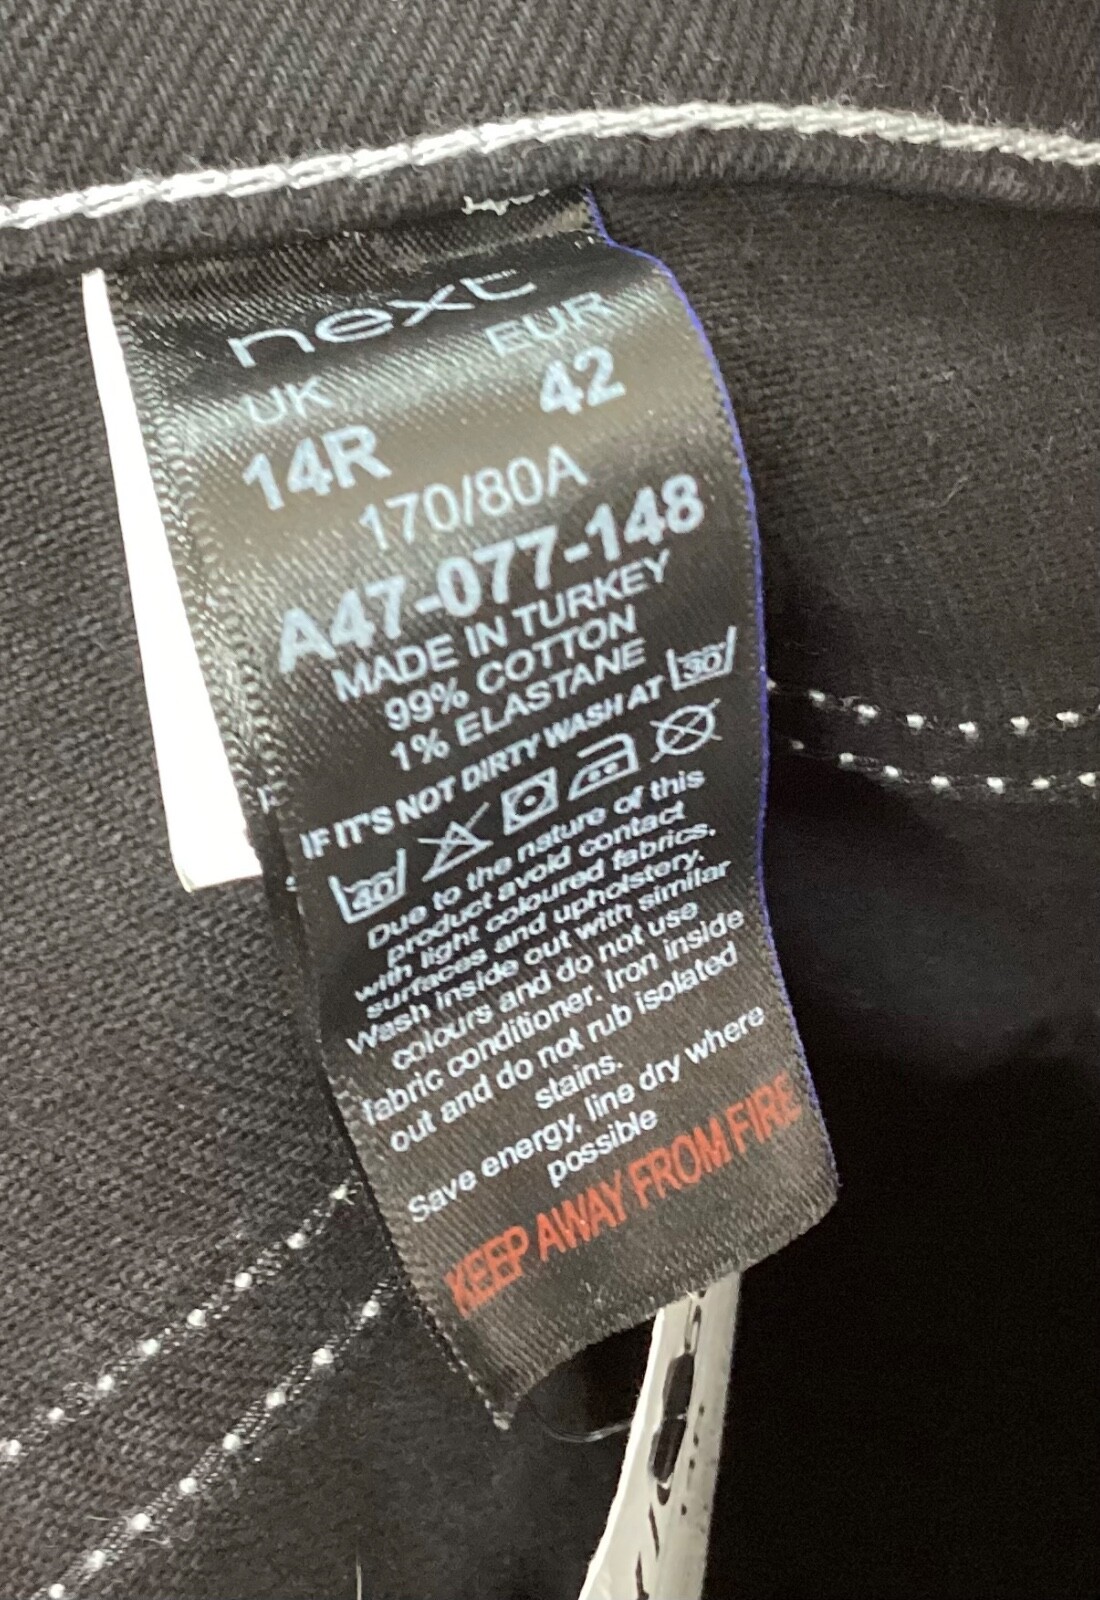 next
UK EUR
14R 42
170/80A
A47-077-148
MADE IN TURKEY
99% COTTON
1% ELASTANE
IF IT'S NOT DIRTY WASH AT 30
40
Due to the nature of this
product avoid contact
with light coloured fabrics,
surfaces and upholstery.
Wash inside out with similar
colours and do not use
fabric conditioner. Iron inside
out and do not rub isolated
stains.
Save energy, line dry where
possible
KEEP AWAY FROM FIRE